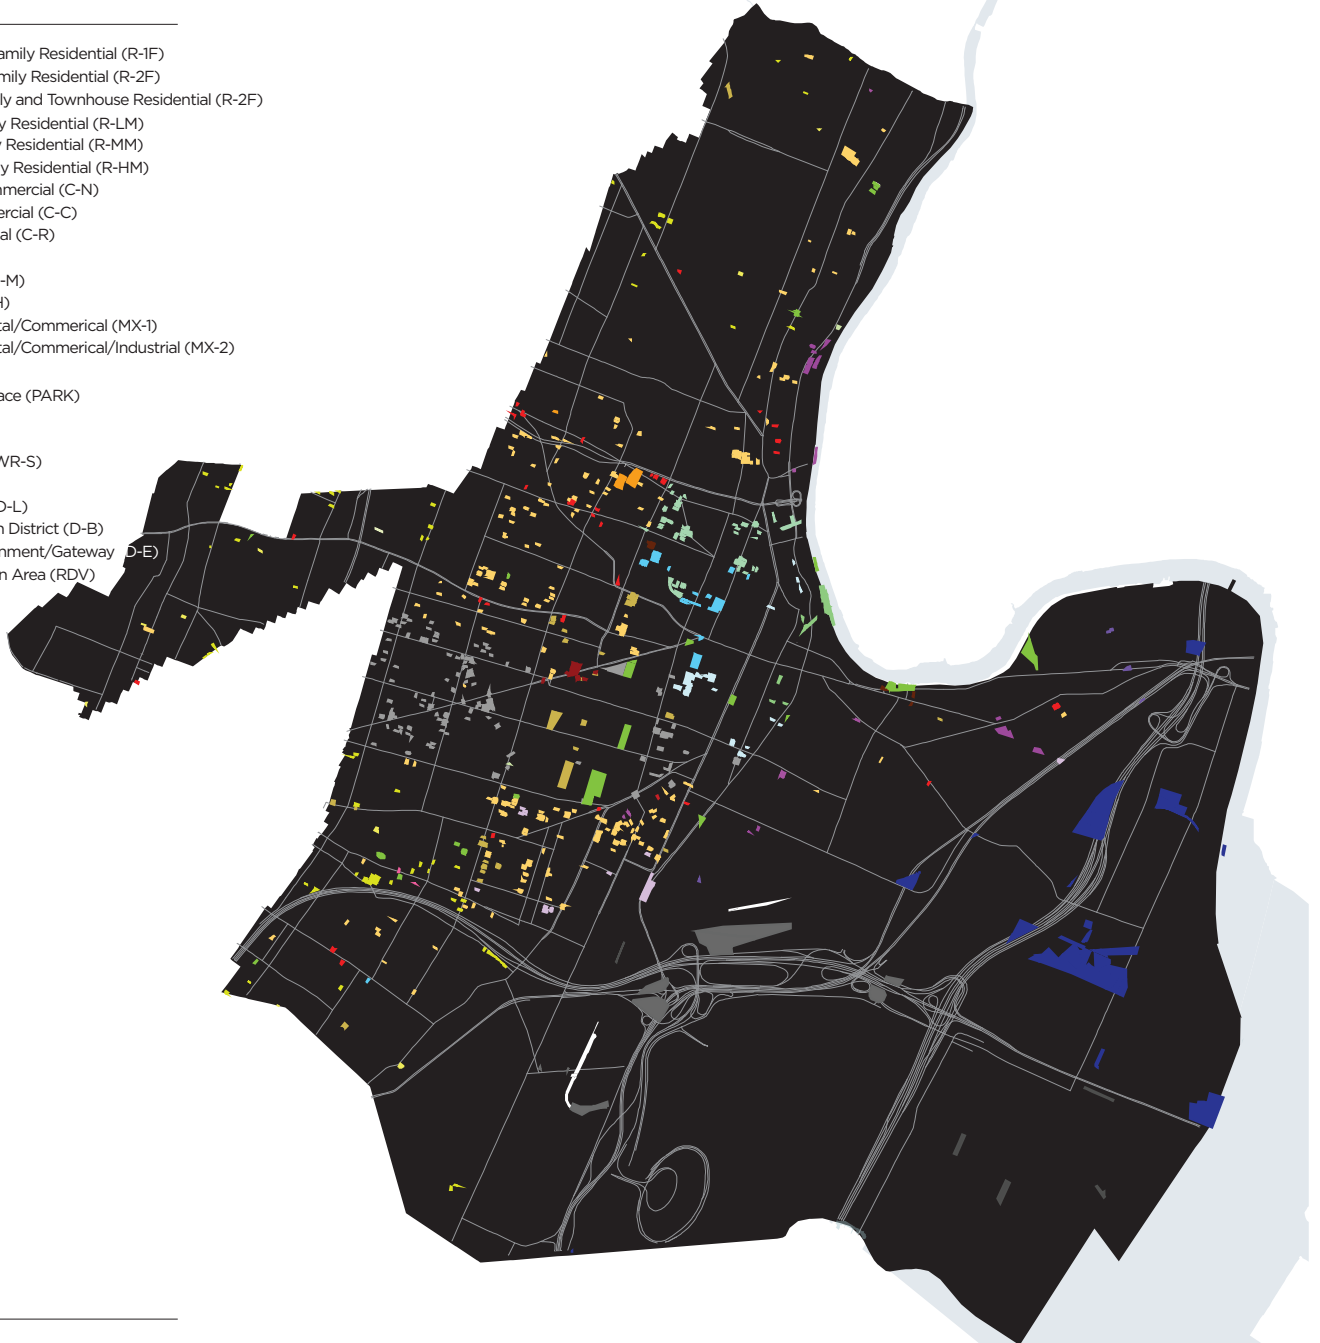 amily Residential (R-1F)
mily Residential (R-2F)
ly and Townhouse Residential (R-2F)
y Residential (R-LM)
y Residential (R-MM)
y Residential (R-HM)
mmercial (C-N)
ercial (C-C)
al (C-R)
-M)
H)
tal/Commerical (MX-1)
tal/Commerical/Industrial (MX-2)
ace (PARK)
WR-S)
D-L)
n District (D-B)
nment/Gateway (D-E)
n Area (RDV)